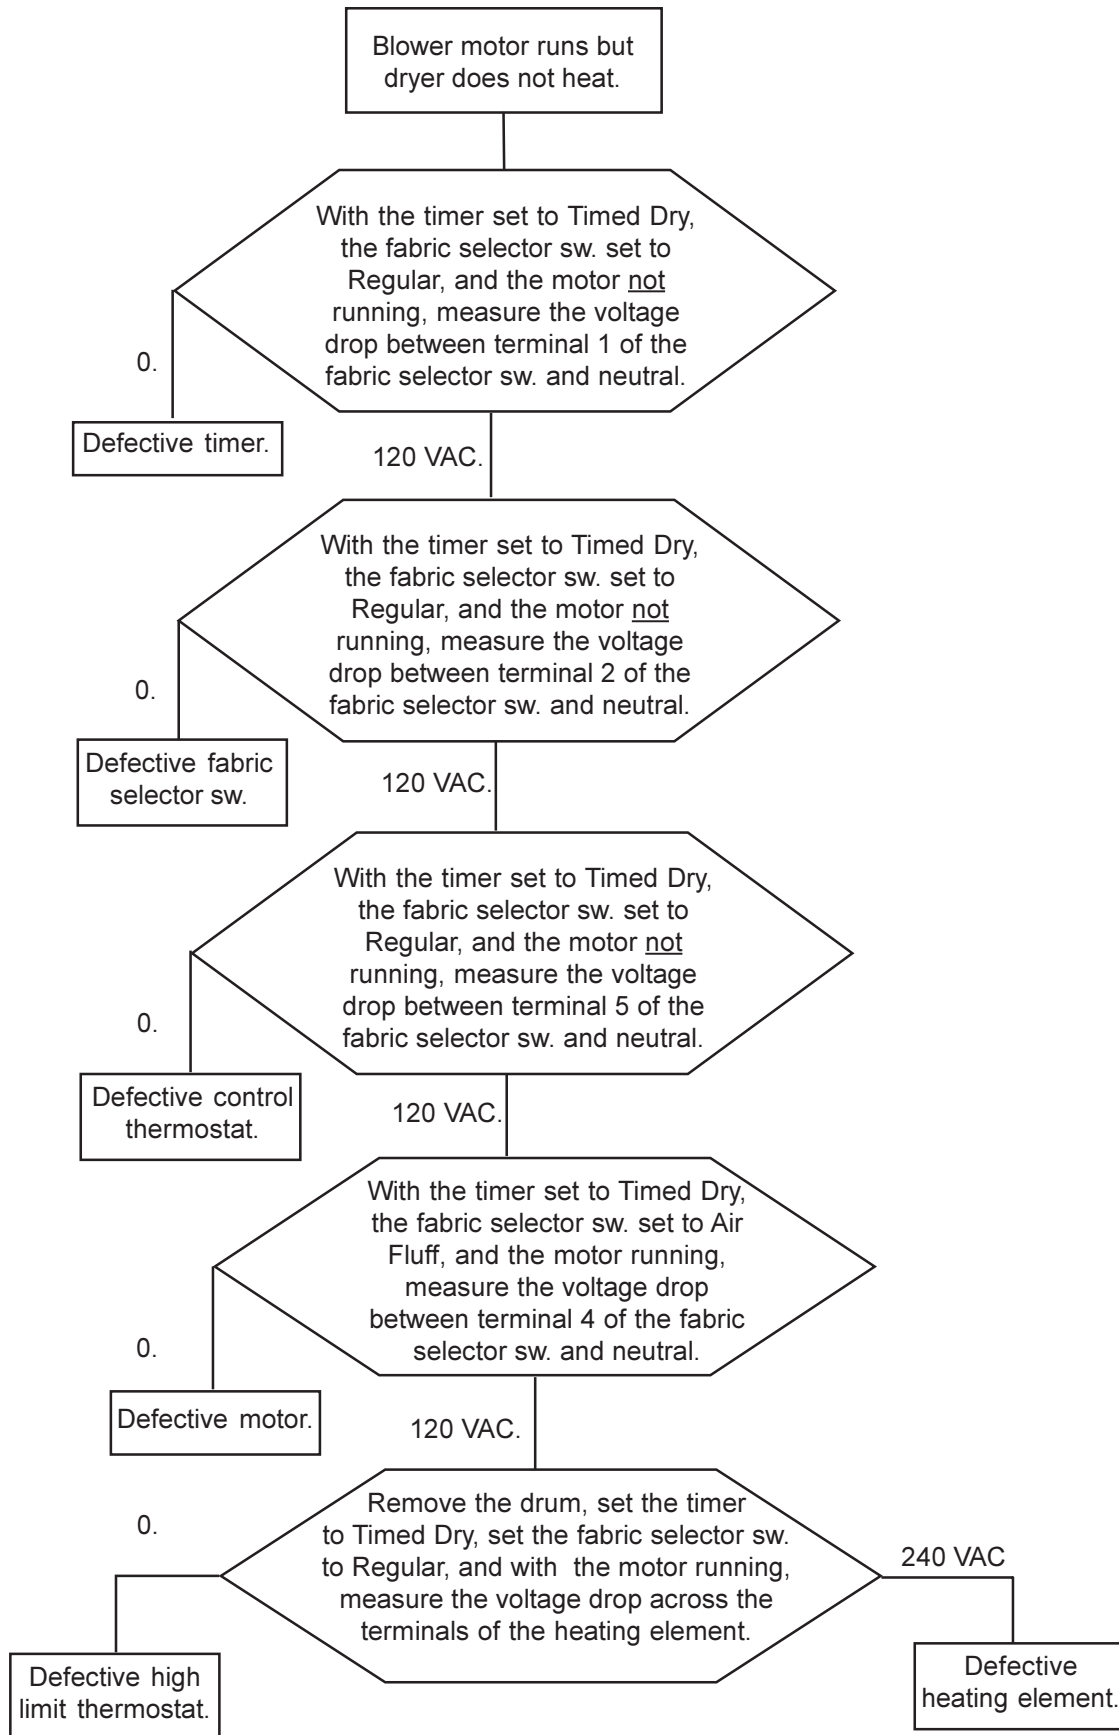 Blower motor runs but
dryer does not heat.
With the timer set to Timed Dry,
the fabric selector sw. set to
Regular, and the motor not
running, measure the voltage
drop between terminal 1 of the
fabric selector sw. and neutral.
0.
Defective timer.
120 VAC.
With the timer set to Timed Dry,
the fabric selector sw. set to
Regular, and the motor not
running, measure the voltage
drop between terminal 2 of the
fabric selector sw. and neutral.
0.
Defective fabric
selector sw.
120 VAC.
With the timer set to Timed Dry,
the fabric selector sw. set to
Regular, and the motor not
running, measure the voltage
drop between terminal 5 of the
fabric selector sw. and neutral.
0.
Defective control
thermostat.
120 VAC.
With the timer set to Timed Dry,
the fabric selector sw. set to Air
Fluff, and the motor running,
measure the voltage drop
between terminal 4 of the fabric
selector sw. and neutral.
0.
Defective motor.
120 VAC.
Remove the drum, set the timer
to Timed Dry, set the fabric selector sw.
to Regular, and with the motor running,
measure the voltage drop across the
terminals of the heating element.
0.
240 VAC
Defective high
limit thermostat.
Defective
heating element.